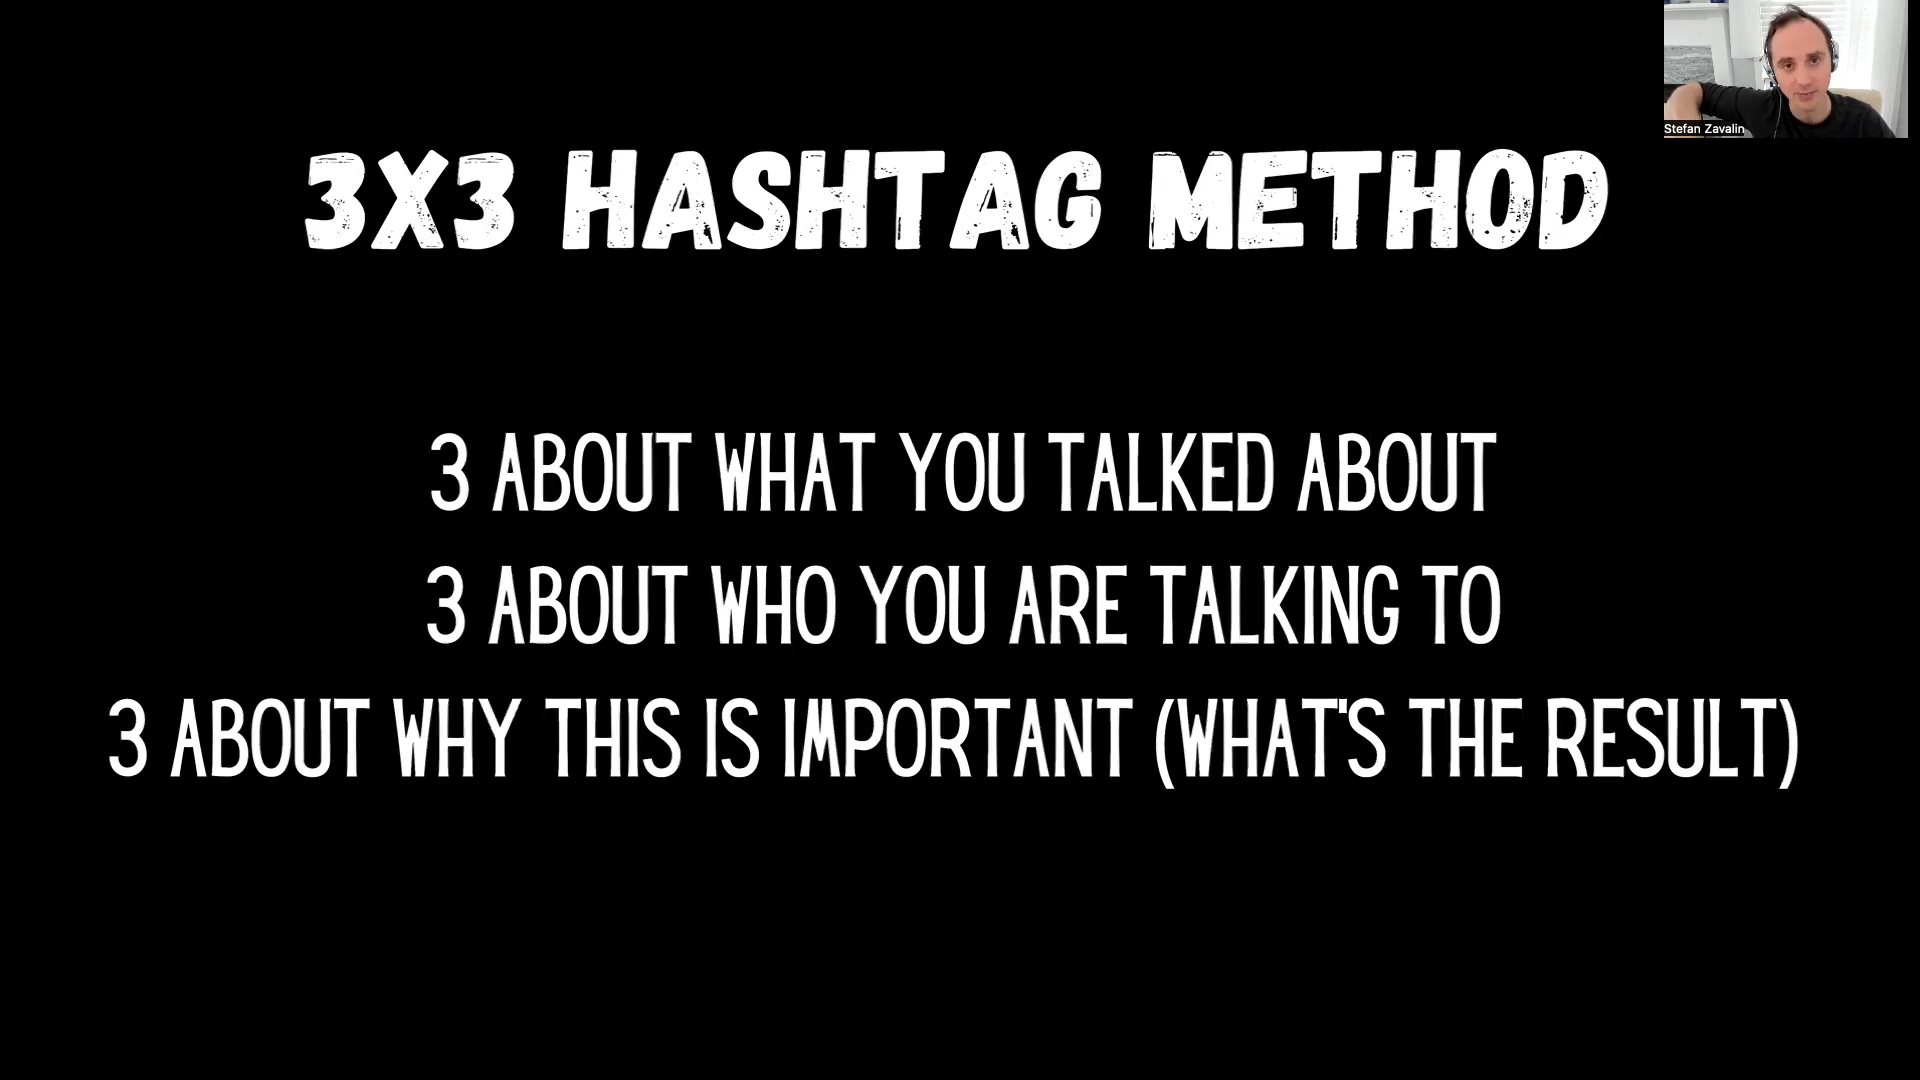 Stefan Zavalin
3X3 HASHTAG METHOD
3 ABOUT WHAT YOU TALKED ABOUT
3 ABOUT WHO YOU ARE TALKING TO
3 ABOUT WHY THIS IS IMPORTANT (WHAT'S THE RESULT)